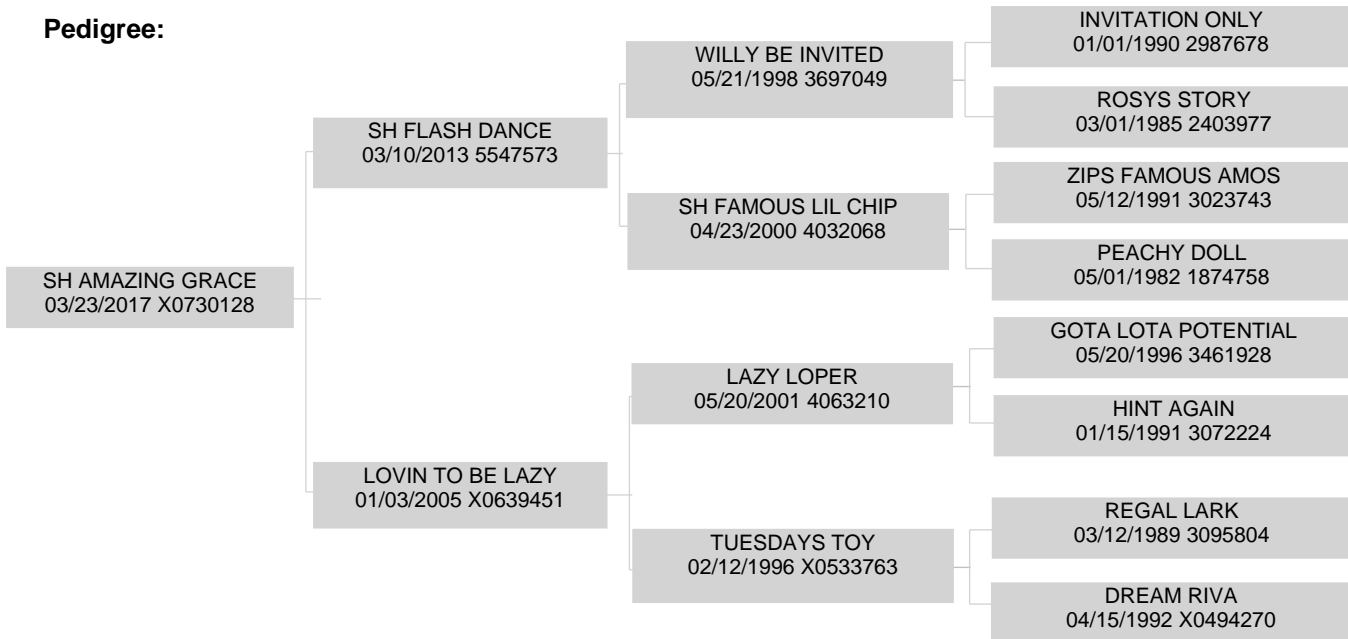 Pedigree:
SH AMAZING GRACE
03/23/2017 X0730128
SH FLASH DANCE
03/10/2013 5547573
LOVIN TO BE LAZY
01/03/2005 X0639451
WILLY BE INVITED
05/21/1998 3697049
SH FAMOUS LIL CHIP
04/23/2000 4032068
LAZY LOPER
05/20/2001 4063210
TUESDAYS TOY
02/12/1996 X0533763
INVITATION ONLY
01/01/1990 2987678
ROSYS STORY
03/01/1985 2403977
ZIPS FAMOUS AMOS
05/12/1991 3023743
PEACHY DOLL
05/01/1982 1874758
GOTA LOTA POTENTIAL
05/20/1996 3461928
HINT AGAIN
01/15/1991 3072224
REGAL LARK
03/12/1989 3095804
DREAM RIVA
04/15/1992 X0494270